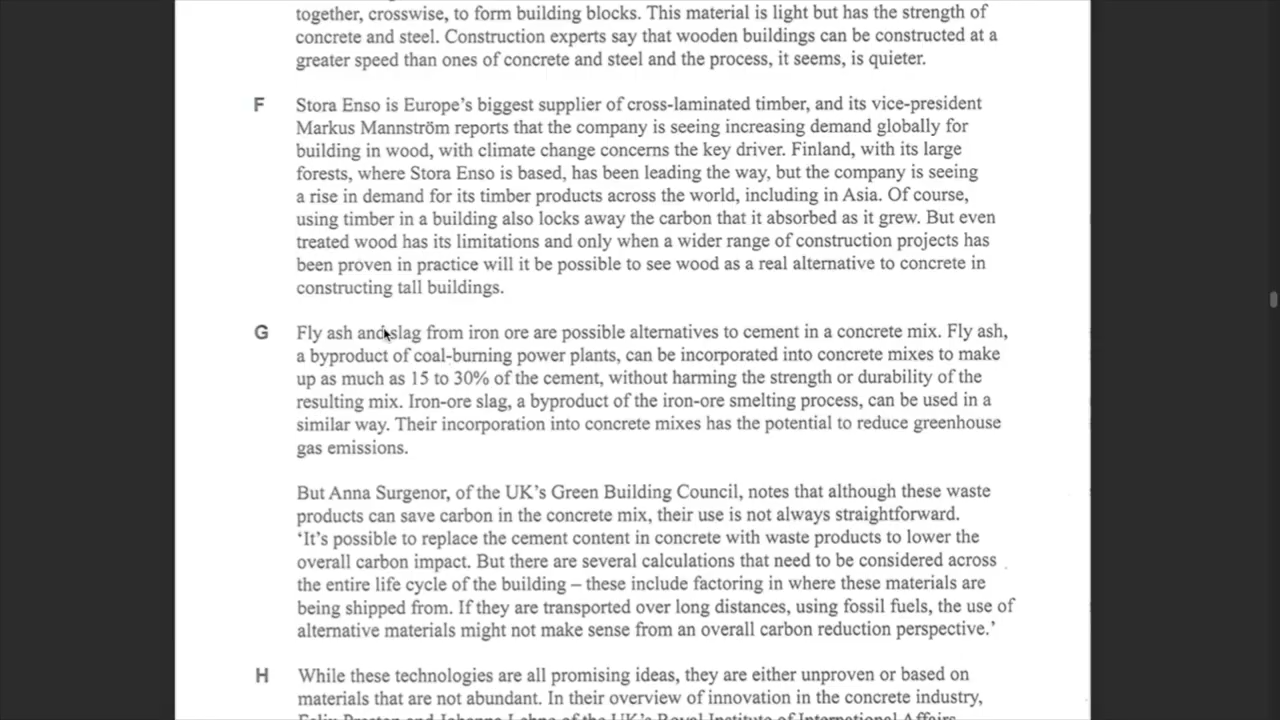 together, crosswise, to form building blocks. This material is light but has the strength of
concrete and steel. Construction experts say that wooden buildings can be constructed at a
greater speed than ones of concrete and steel and the process, it seems, is quieter.
F Stora Enso is Europe's biggest supplier of cross-laminated timber, and its vice-president
Markus Mannström reports that the company is seeing increasing demand globally for
building in wood, with climate change concerns the key driver. Finland, with its large
forests, where Stora Enso is based, has been leading the way, but the company is seeing
a rise in demand for its timber products across the world, including in Asia. Of course,
using timber in a building also locks away the carbon that it absorbed as it grew. But even
treated wood has its limitations and only when a wider range of construction projects has
been proven in practice will it be possible to see wood as a real alternative to concrete in
constructing tall buildings.
G Fly ash and slag from iron ore are possible alternatives to cement in a concrete mix. Fly ash,
a byproduct of coal-burning power plants, can be incorporated into concrete mixes to make
up as much as 15 to 30% of the cement, without harming the strength or durability of the
resulting mix. Iron-ore slag, a byproduct of the iron-ore smelting process, can be used in a
similar way. Their incorporation into concrete mixes has the potential to reduce greenhouse
gas emissions.
But Anna Surgenor, of the UK's Green Building Council, notes that although these waste
products can save carbon in the concrete mix, their use is not always straightforward.
‘It's possible to replace the cement content in concrete with waste products to lower the
overall carbon impact. But there are several calculations that need to be considered across
the entire life cycle of the building – these include factoring in where these materials are
being shipped from. If they are transported over long distances, using fossil fuels, the use of
alternative materials might not make sense from an overall carbon reduction perspective.’
H While these technologies are all promising ideas, they are either unproven or based on
materials that are not abundant. In their overview of innovation in the concrete industry,
Felix Preston and Johanna Lehne of the UK's Royal Institute of International Affairs